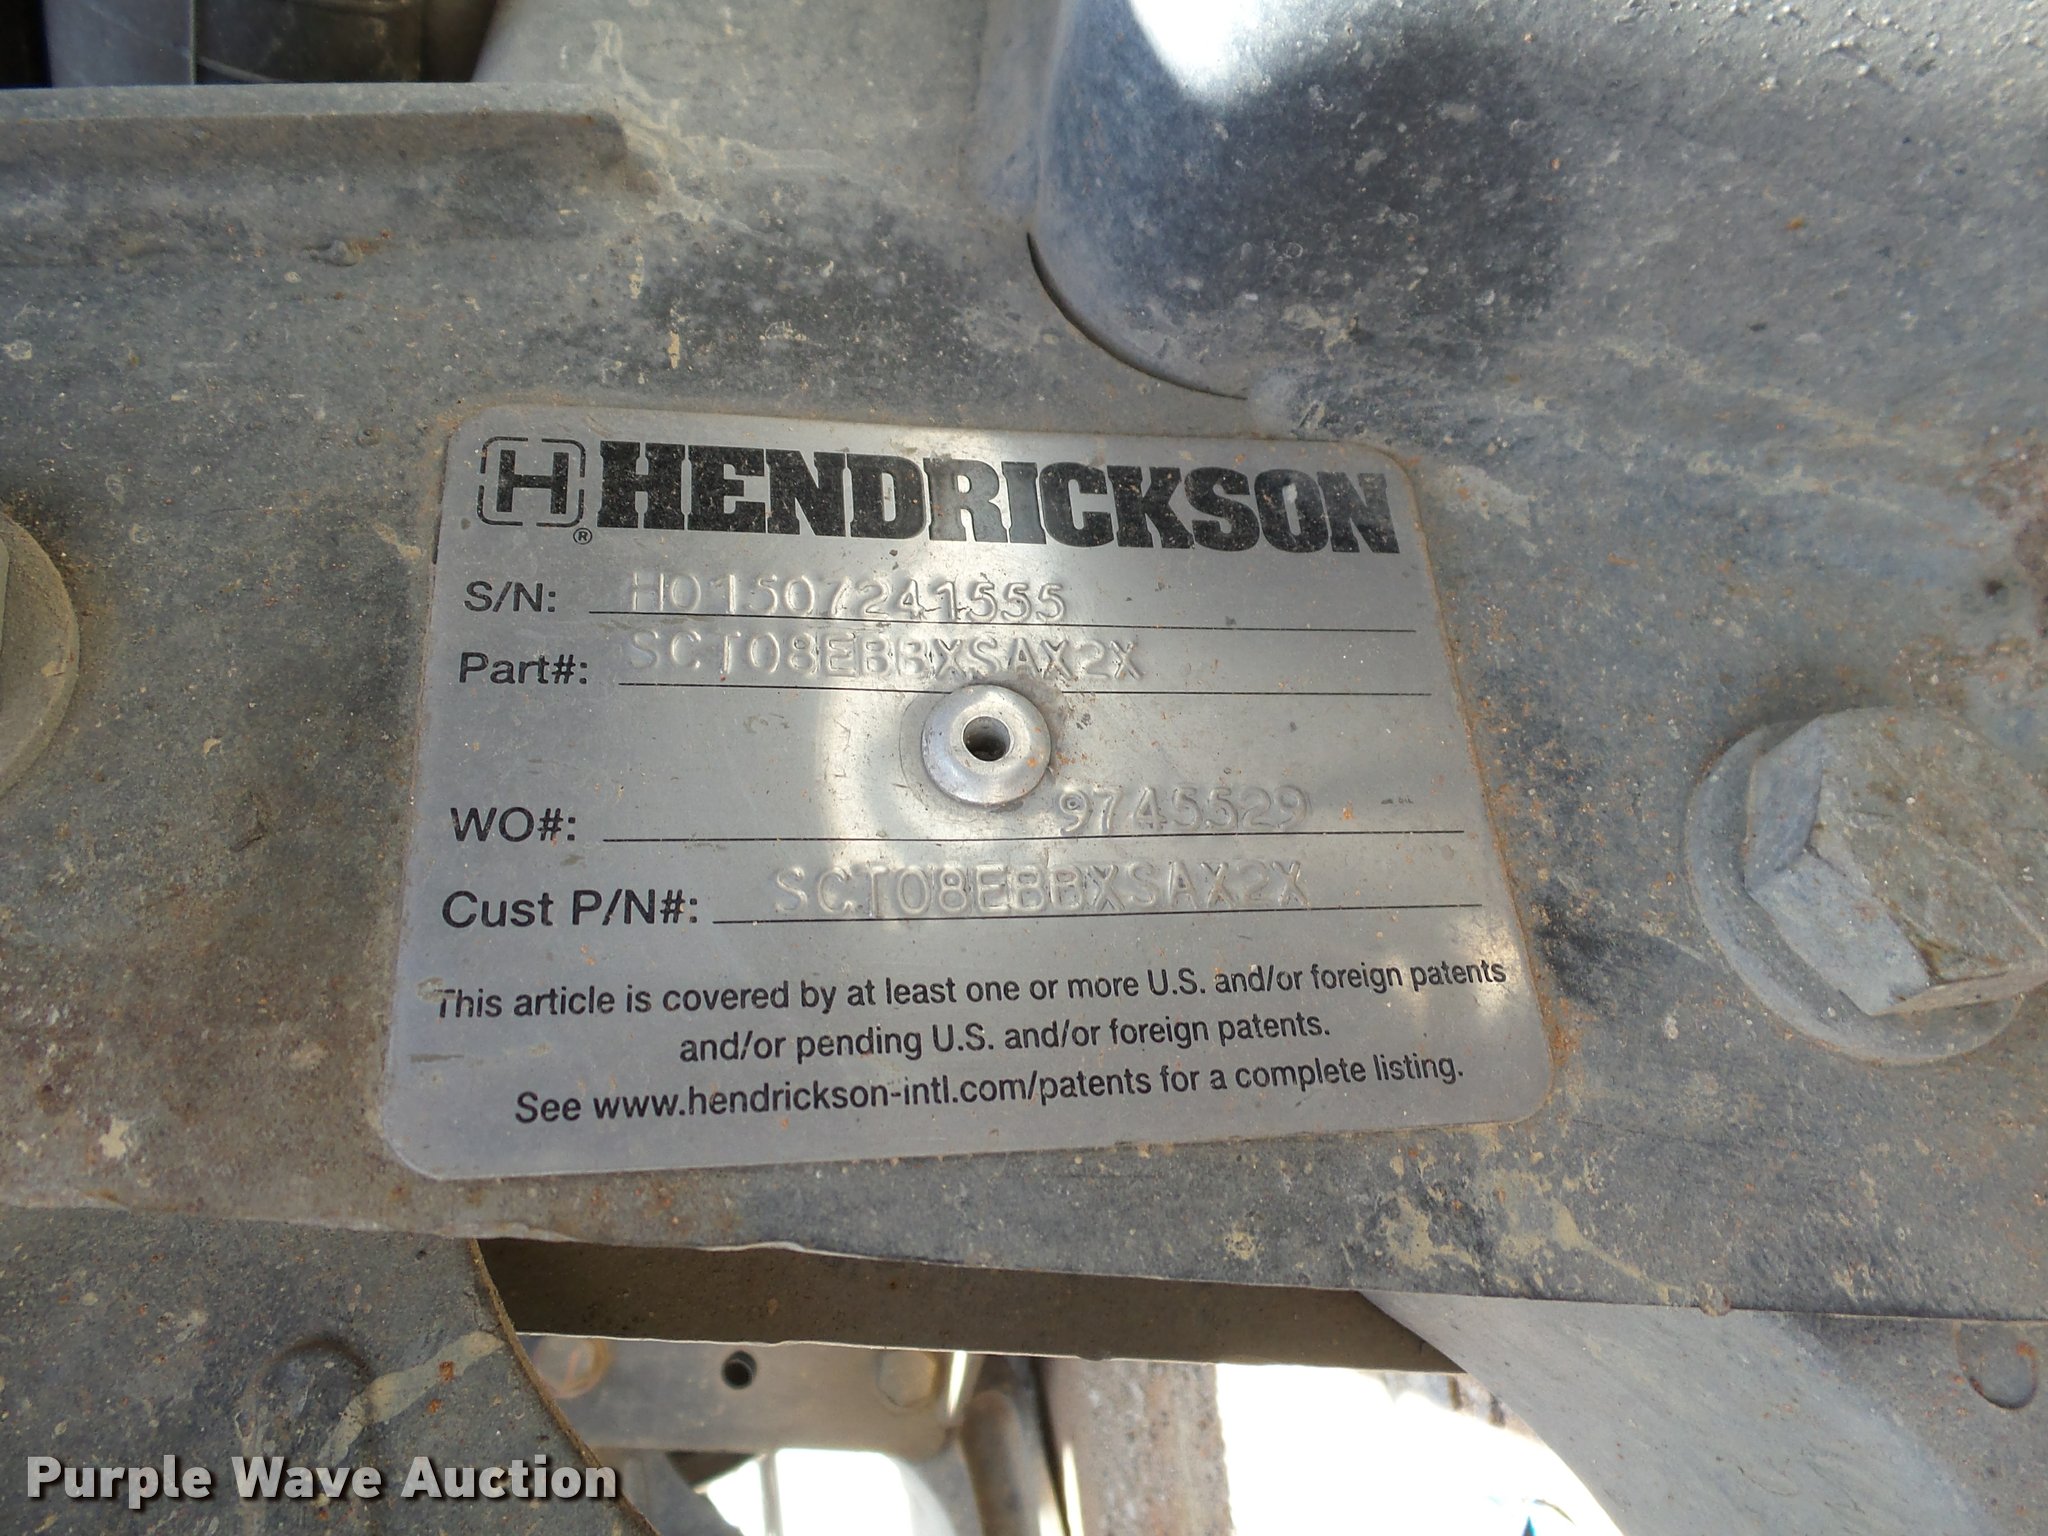 H® HENDRICKSON
S/N: H01507241555
Part#: SCT08EBBXSAX2X
WO#: 9745529
Cust P/N#: SCT08EBBXSAX2X
This article is covered by at least one or more U.S. and/or foreign patents
and/or pending U.S. and/or foreign patents.
See www.hendrickson-intl.com/patents for a complete listing.
Purple Wave Auction